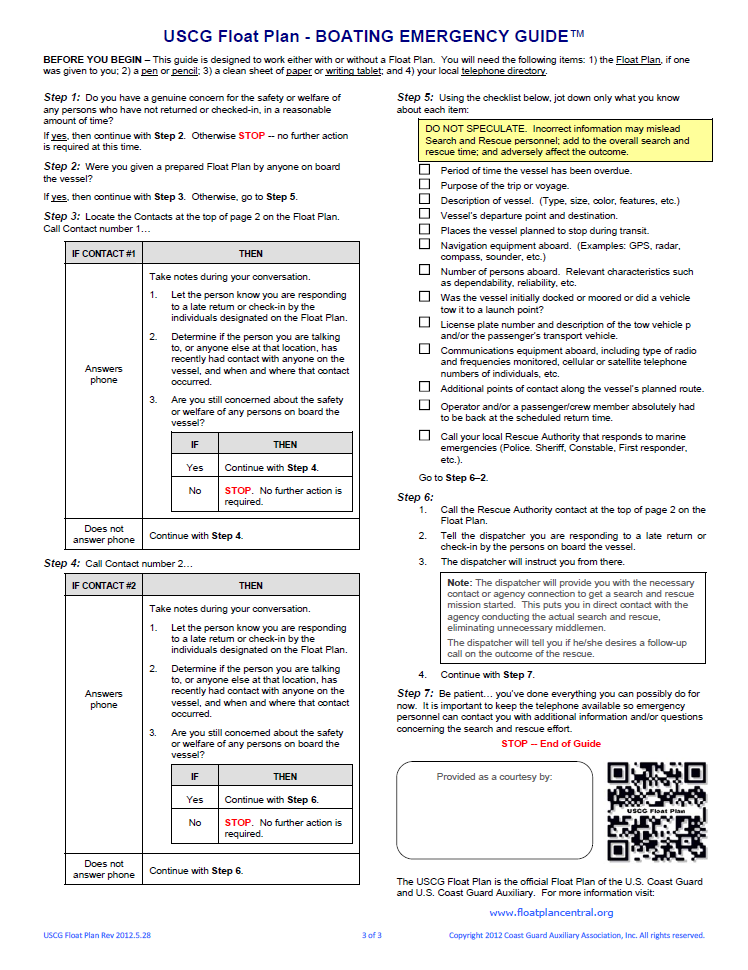 USCG Float Plan - BOATING EMERGENCY GUIDE™
BEFORE YOU BEGIN – This guide is designed to work either with or without a Float Plan. You will need the following items: 1) the Float Plan, if one
was given to you; 2) a pen or pencil; 3) a clean sheet of paper or writing tablet; and 4) your local telephone directory.
Step 1: Do you have a genuine concern for the safety or welfare of
any persons who have not returned or checked-in, in a reasonable
amount of time?
If yes, then continue with Step 2. Otherwise STOP -- no further action
is required at this time.
Step 2: Were you given a prepared Float Plan by anyone on board
the vessel?
If yes, then continue with Step 3. Otherwise, go to Step 5.
Step 3: Locate the Contacts at the top of page 2 on the Float Plan.
Call Contact number 1…
IF CONTACT #1
THEN
Answers
phone
Take notes during your conversation.
1. Let the person know you are responding
to a late return or check-in by the
individuals designated on the Float Plan.
2. Determine if the person you are talking
to, or anyone else at that location, has
recently had contact with anyone on the
vessel, and when and where that contact
occurred.
3. Are you still concerned about the safety
or welfare of any persons on board the
vessel?
IF
THEN
Yes
Continue with Step 4.
No
STOP. No further action is
required.
Does not
answer phone
Continue with Step 4.
Step 4: Call Contact number 2…
IF CONTACT #2
THEN
Answers
phone
Take notes during your conversation.
1. Let the person know you are responding
to a late return or check-in by the
individuals designated on the Float Plan.
2. Determine if the person you are talking
to, or anyone else at that location, has
recently had contact with anyone on the
vessel, and when and where that contact
occurred.
3. Are you still concerned about the safety
or welfare of any persons on board the
vessel?
IF
THEN
Yes
Continue with Step 6.
No
STOP. No further action is
required.
Does not
answer phone
Continue with Step 6.
Step 5: Using the checklist below, jot down only what you know
about each item:
DO NOT SPECULATE. Incorrect information may mislead
Search and Rescue personnel; add to the overall search and
rescue time; and adversely affect the outcome.
Period of time the vessel has been overdue.
Purpose of the trip or voyage.
Description of vessel. (Type, size, color, features, etc.)
Vessel's departure point and destination.
Places the vessel planned to stop during transit.
Navigation equipment aboard. (Examples: GPS, radar,
compass, sounder, etc.)
Number of persons aboard. Relevant characteristics such
as dependability, reliability, etc.
Was the vessel initially docked or moored or did a vehicle
tow it to a launch point?
License plate number and description of the tow vehicle p
and/or the passenger's transport vehicle.
Communications equipment aboard, including type of radio
and frequencies monitored, cellular or satellite telephone
numbers of individuals, etc.
Additional points of contact along the vessel's planned route.
Operator and/or a passenger/crew member absolutely had
to be back at the scheduled return time.
Call your local Rescue Authority that responds to marine
emergencies (Police. Sheriff, Constable, First responder,
etc.).
Go to Step 6–2.
Step 6:
1. Call the Rescue Authority contact at the top of page 2 on the
Float Plan.
2. Tell the dispatcher you are responding to a late return or
check-in by the persons on board the vessel.
3. The dispatcher will instruct you from there.
Note: The dispatcher will provide you with the necessary
contact or agency connection to get a search and rescue
mission started. This puts you in direct contact with the
agency conducting the actual search and rescue,
eliminating unnecessary middlemen.
The dispatcher will tell you if he/she desires a follow-up
call on the outcome of the rescue.
4. Continue with Step 7.
Step 7: Be patient… you've done everything you can possibly do for
now. It is important to keep the telephone available so emergency
personnel can contact you with additional information and/or questions
concerning the search and rescue effort.
STOP -- End of Guide
Provided as a courtesy by:
USCG Float Plan
The USCG Float Plan is the official Float Plan of the U.S. Coast Guard
and U.S. Coast Guard Auxiliary. For more information visit:
www.floatplancentral.org
USCG Float Plan Rev 2012.5.28
3 of 3
Copyright 2012 Coast Guard Auxiliary Association, Inc. All rights reserved.